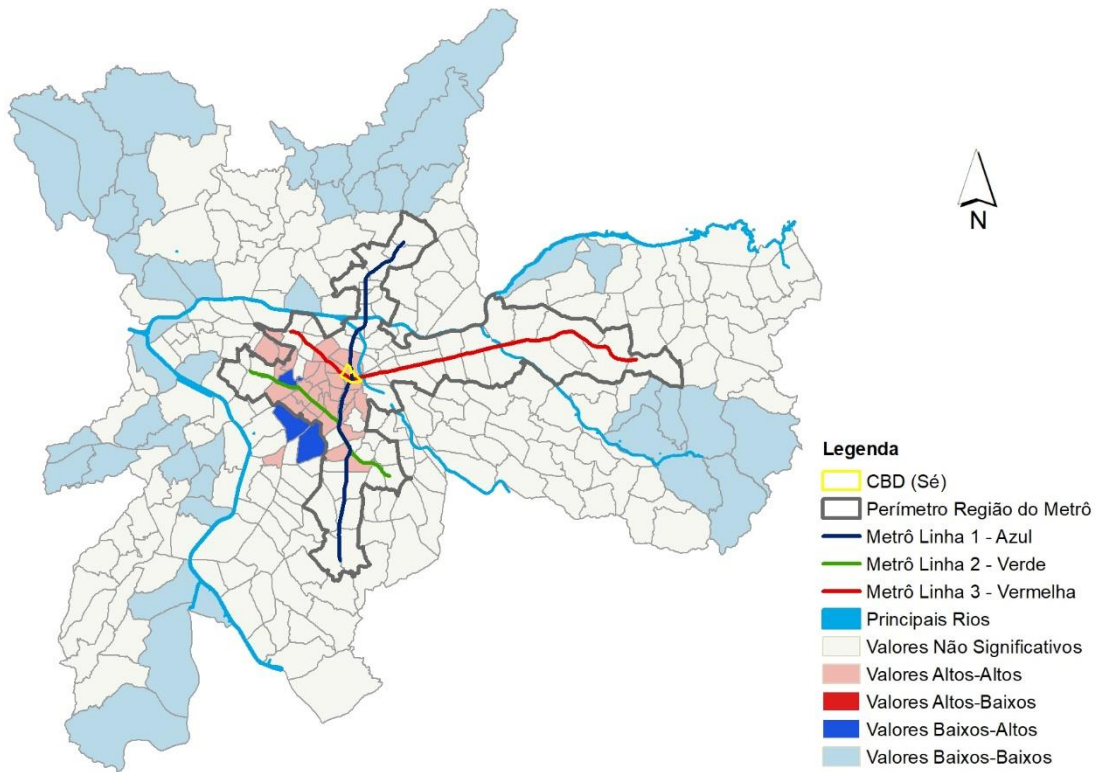 N
Legenda
CBD (Sé)
Perímetro Região do Metrô
Metrô Linha 1 - Azul
Metrô Linha 2 - Verde
Metrô Linha 3 - Vermelha
Principais Rios
Valores Não Significativos
Valores Altos-Altos
Valores Altos-Baixos
Valores Baixos-Altos
Valores Baixos-Baixos